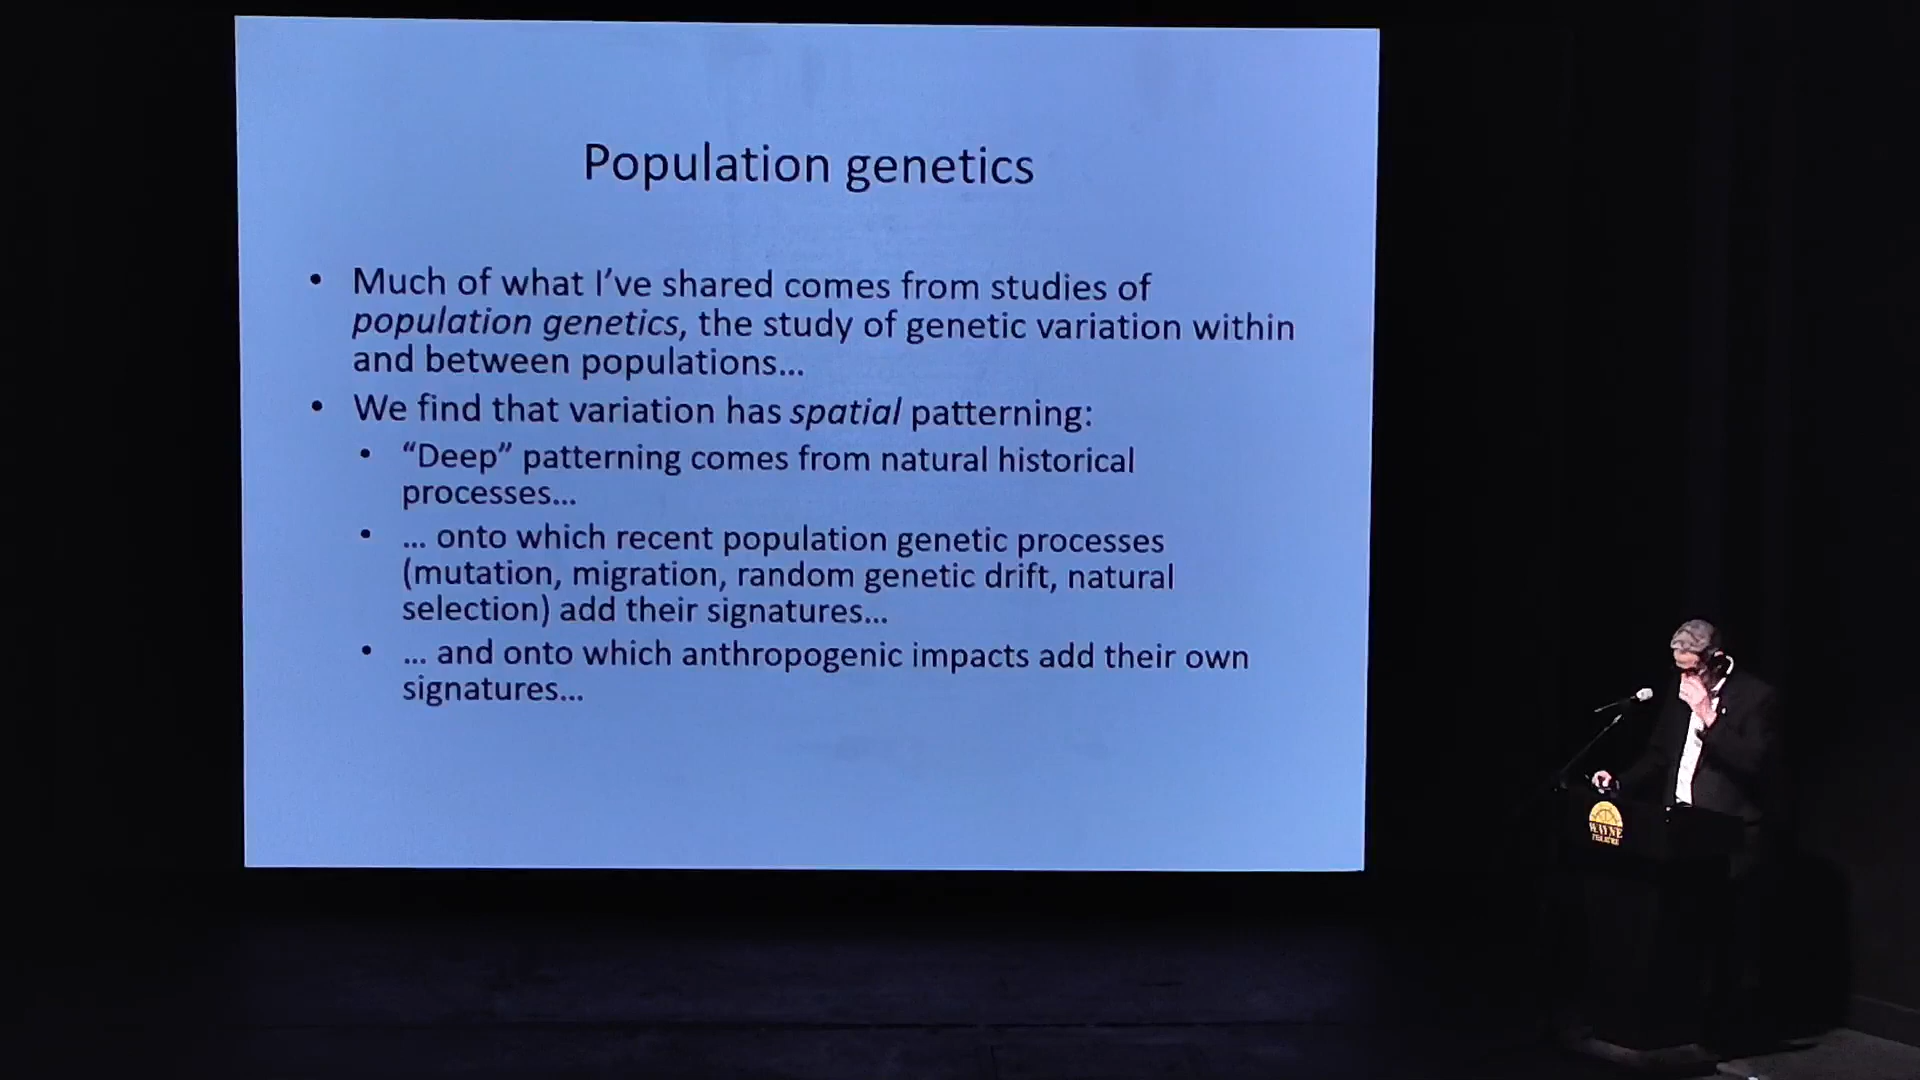 Population genetics
• Much of what I’ve shared comes from studies of
population genetics, the study of genetic variation within
and between populations…
• We find that variation has spatial patterning:
• “Deep” patterning comes from natural historical
processes…
• … onto which recent population genetic processes
(mutation, migration, random genetic drift, natural
selection) add their signatures…
• … and onto which anthropogenic impacts add their own
signatures…
WAYNE
THEATRE